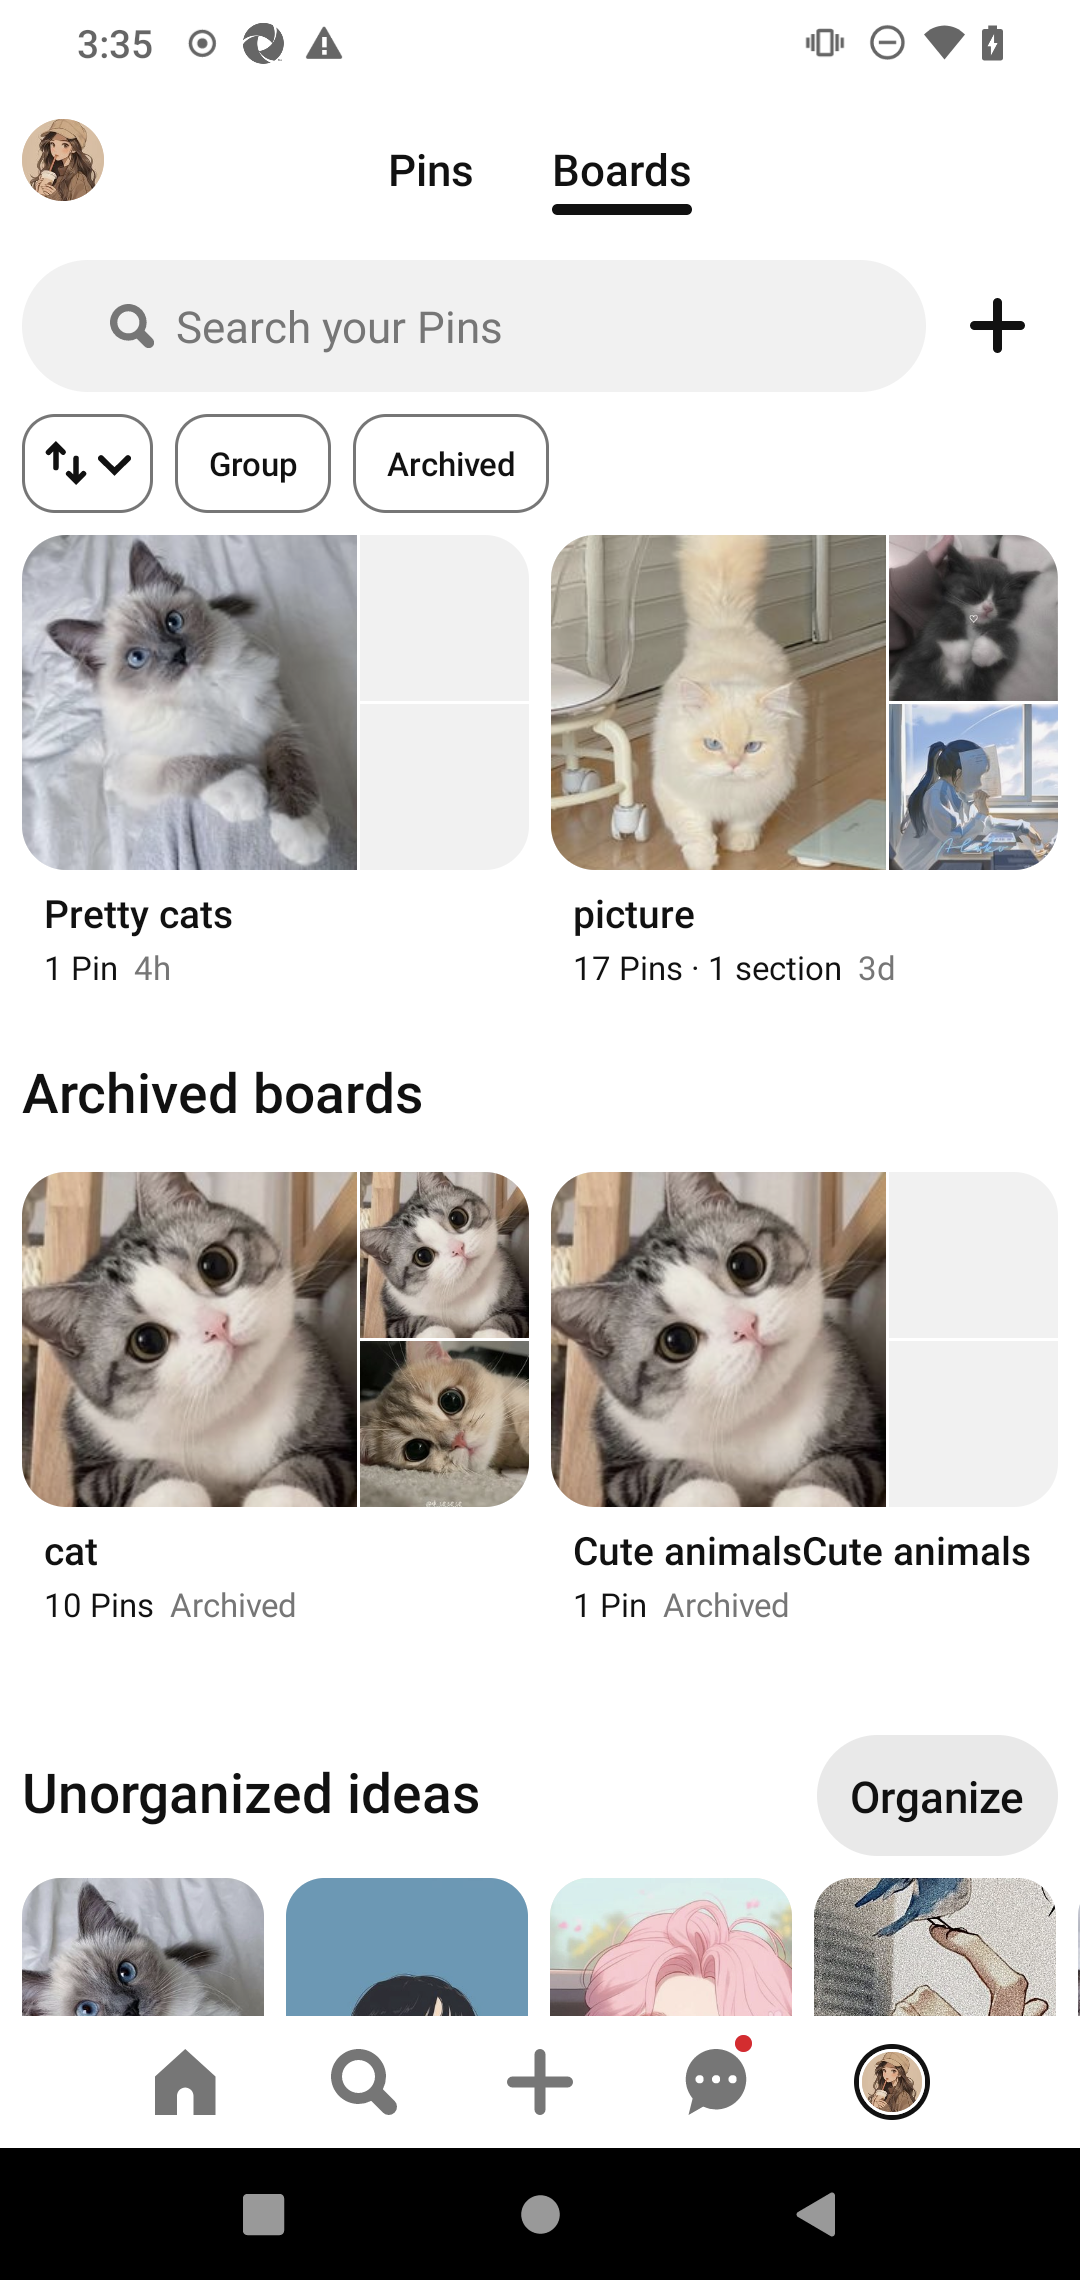 3:35
Pins
Boards
Search your Pins
Group
Archived
Pretty cats
1 Pin 4h
picture
17 Pins · 1 section 3d
Archived boards
cat
10 Pins Archived
Cute animalsCute animals
1 Pin Archived
Unorganized ideas
Organize